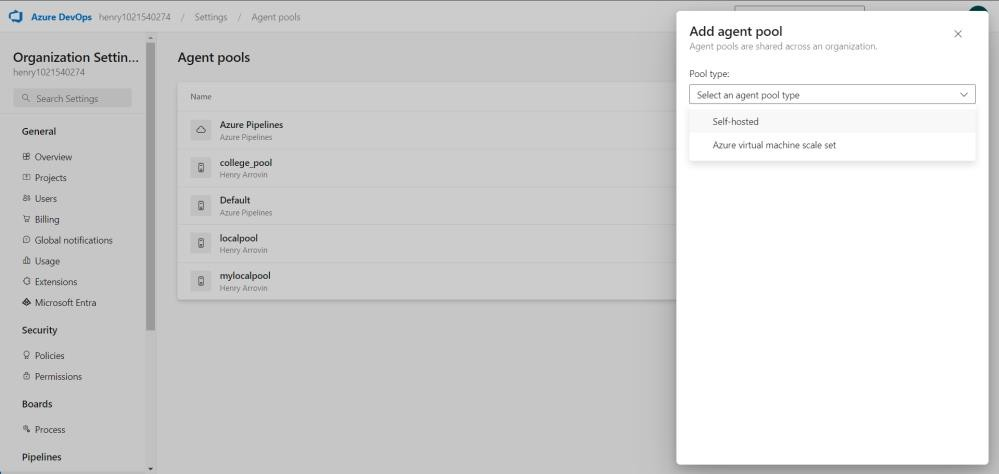 Azure DevOps henry1021540274 / Settings / Agent pools
Organization Settin...
henry1021540274
Search Settings
General
Overview
Projects
Users
Billing
Global notifications
Usage
Extensions
Microsoft Entra
Security
Policies
Permissions
Boards
Process
Pipelines
Agent pools
Name
Azure Pipelines
Azure Pipelines
college_pool
Henry Arrovin
Default
Azure Pipelines
localpool
Henry Arrovin
mylocalpool
Henry Arrovin
Add agent pool
Agent pools are shared across an organization.
Pool type:
Select an agent pool type
Self-hosted
Azure virtual machine scale set